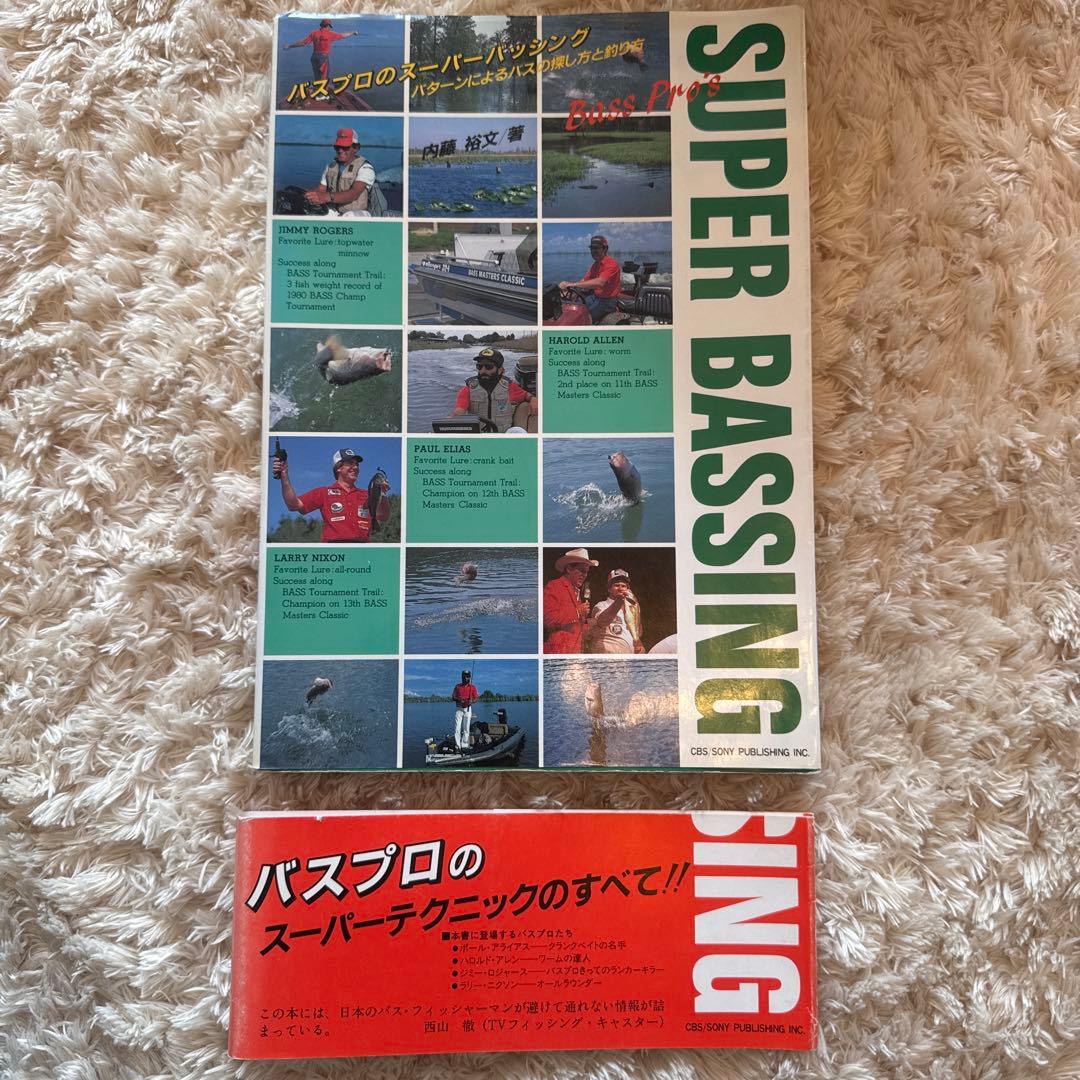 バスプロのスーパーバッシング
パターンによるバスの探し方と釣り方
Bass Pro's
SUPER BASSING
内藤 裕文/著
JIMMY ROGERS
Favorite Lure:topwater
minnow
Success along
BASS Tournament Trail:
3 fish weight record of
1980 BASS Champ
Tournament
BASS MASTERS CLASSIC
HAROLD ALLEN
Favorite Lure:worm
Success along
BASS Tournament Trail:
2nd place on 11th BASS
Masters Classic
PAUL ELIAS
Favorite Lure:crank bait
Success along
BASS Tournament Trail:
Champion on 12th BASS
Masters Classic
LARRY NIXON
Favorite Lure:all-round
Success along
BASS Tournament Trail:
Champion on 13th BASS
Masters Classic
CBS/SONY PUBLISHING INC.
バスプロの
スーパーテクニックのすべて!!
■本書に登場するバスプロたち
●ポール・アライアス──クランクベイトの名手
●ハロルド・アレン──ワームの達人
●ジミー・ロジャース──バスプロきってのランカーキラー
●ラリー・ニクソン──オールラウンダー
この本には、日本のバス・フィッシャーマンが避けて通れない情報が詰
まっている。 西山 徹(TVフィッシング・キャスター)
SING
CBS/SONY PUBLISHING INC.